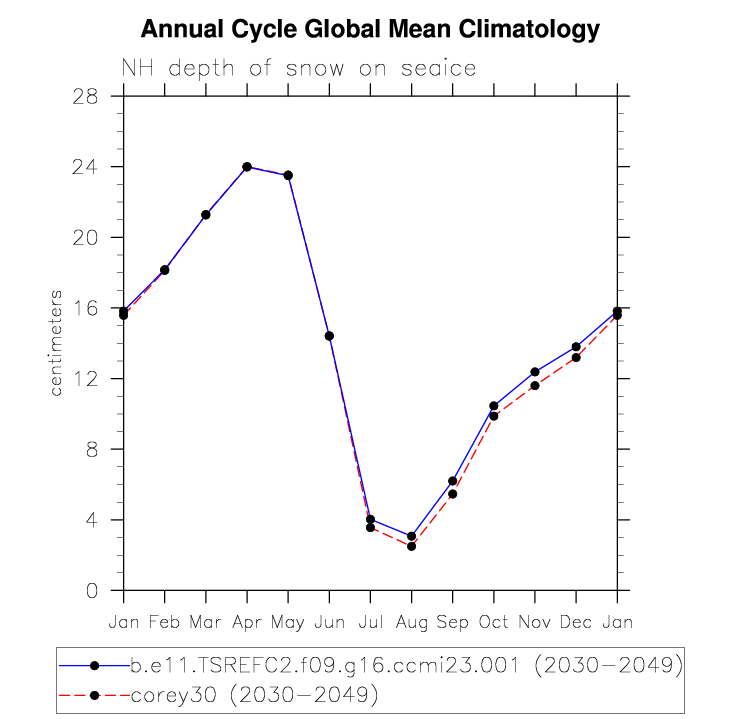 Annual Cycle Global Mean Climatology
NH depth of snow on seaice
28
24
20
16
12
8
4
0
centimeters
Jan Feb Mar Apr May Jun Jul Aug Sep Oct Nov Dec Jan
b.e11.TSREFC2.f09.g16.ccmi23.001 (2030-2049)
corey30 (2030-2049)